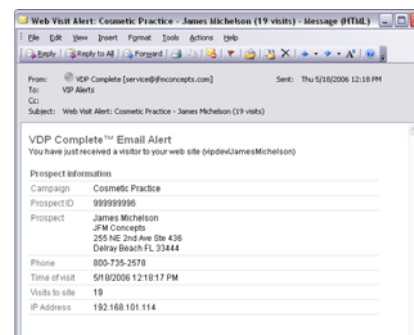 Web Visit Alert: Cosmetic Practice - James Michelson (19 visits) - Message (HTML)
File Edit View Insert Format Tools Actions Help
Reply Reply to All Forward
From: VDP Complete [service@jfmconcepts.com] Sent: Thu 5/18/2006 12:18 PM
To: VIP Alerts
Cc:
Subject: Web Visit Alert: Cosmetic Practice - James Michelson (19 visits)
VDP Complete™ Email Alert
You have just received a visitor to your web site (vipdev/JamesMichelson)
Prospect information
Campaign Cosmetic Practice
ProspectID 999999996
Prospect James Michelson
JFM Concepts
255 NE 2nd Ave Ste 436
Delray Beach FL 33444
Phone 800-735-2578
Time of visit 5/18/2006 12:18:17 PM
Visits to site 19
IP Address 192.168.101.114